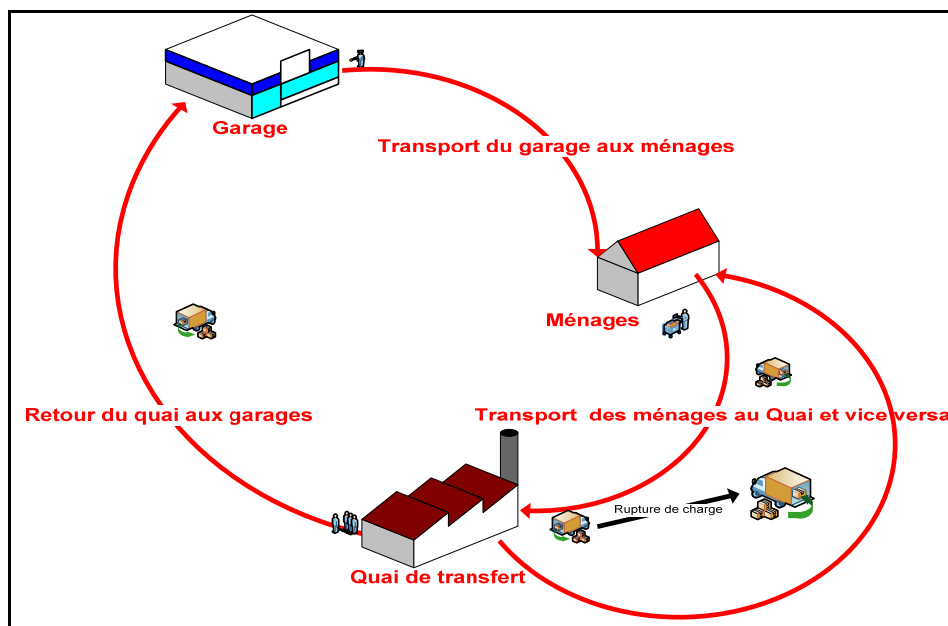 Garage
Transport du garage aux ménages
Ménages
Retour du quai aux garages
Transport des ménages au Quai et vice versa
Rupture de charge
Quai de transfert